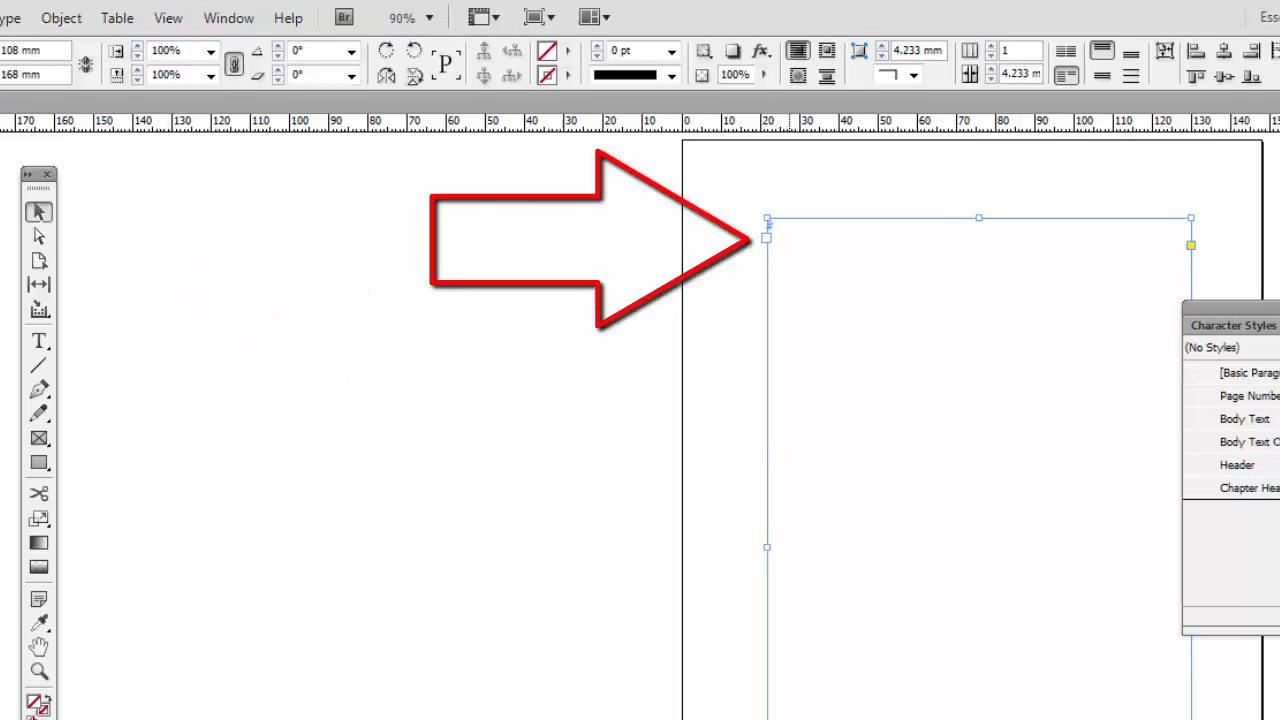 ype Object Table View Window Help Br 90% Ess
108 mm 100% 0° P 0 pt fx. 4.233 mm 1
168 mm 100% 0° 100% 4.233 m
170 160 150 140 130 120 110 100 90 80 70 60 50 40 30 20 10 0 10 20 30 40 50 60 70 80 90 100 110 120 130 140 15
T
Character Styles
(No Styles)
[Basic Paragr
Page Numbe
Body Text
Body Text O
Header
Chapter Hea